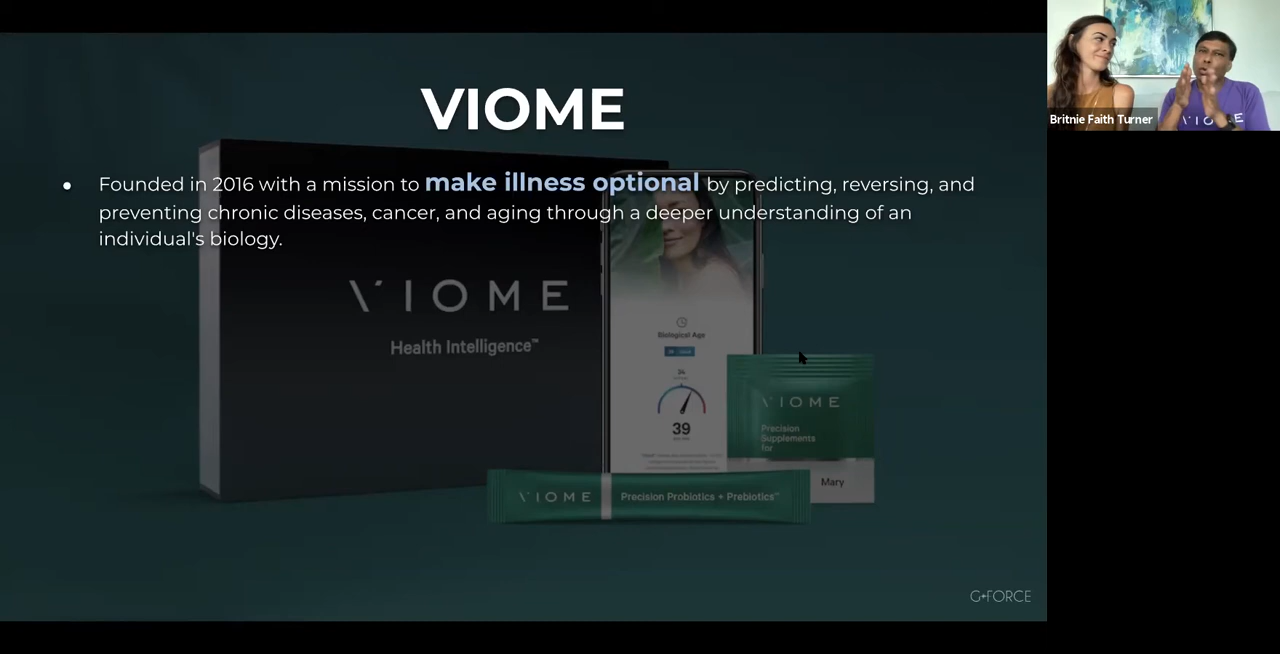 VIOME
Founded in 2016 with a mission to make illness optional by predicting, reversing, and
preventing chronic diseases, cancer, and aging through a deeper understanding of an
individual's biology.
VIOME
Health Intelligence™
Biological Age
39
VIOME
Precision
Supplements
for
Mary
VIOME
Precision Probiotics + Prebiotics™
G+FORCE
Britnie Faith Turner
VIOME